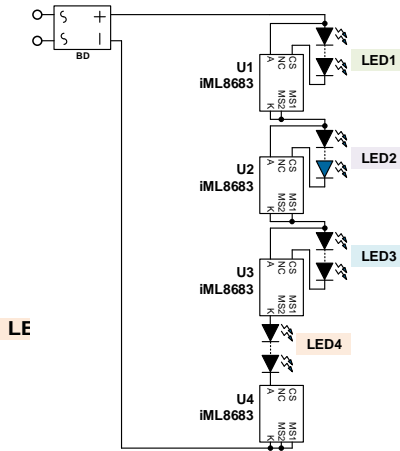 BD
LED1
U1
iML8683
A
NC
CS
K
MS2
MS1
LED2
U2
iML8683
A
NC
CS
K
MS2
MS1
LED3
U3
iML8683
A
NC
CS
K
MS2
MS1
LE
LED4
U4
iML8683
A
NC
CS
K
MS2
MS1